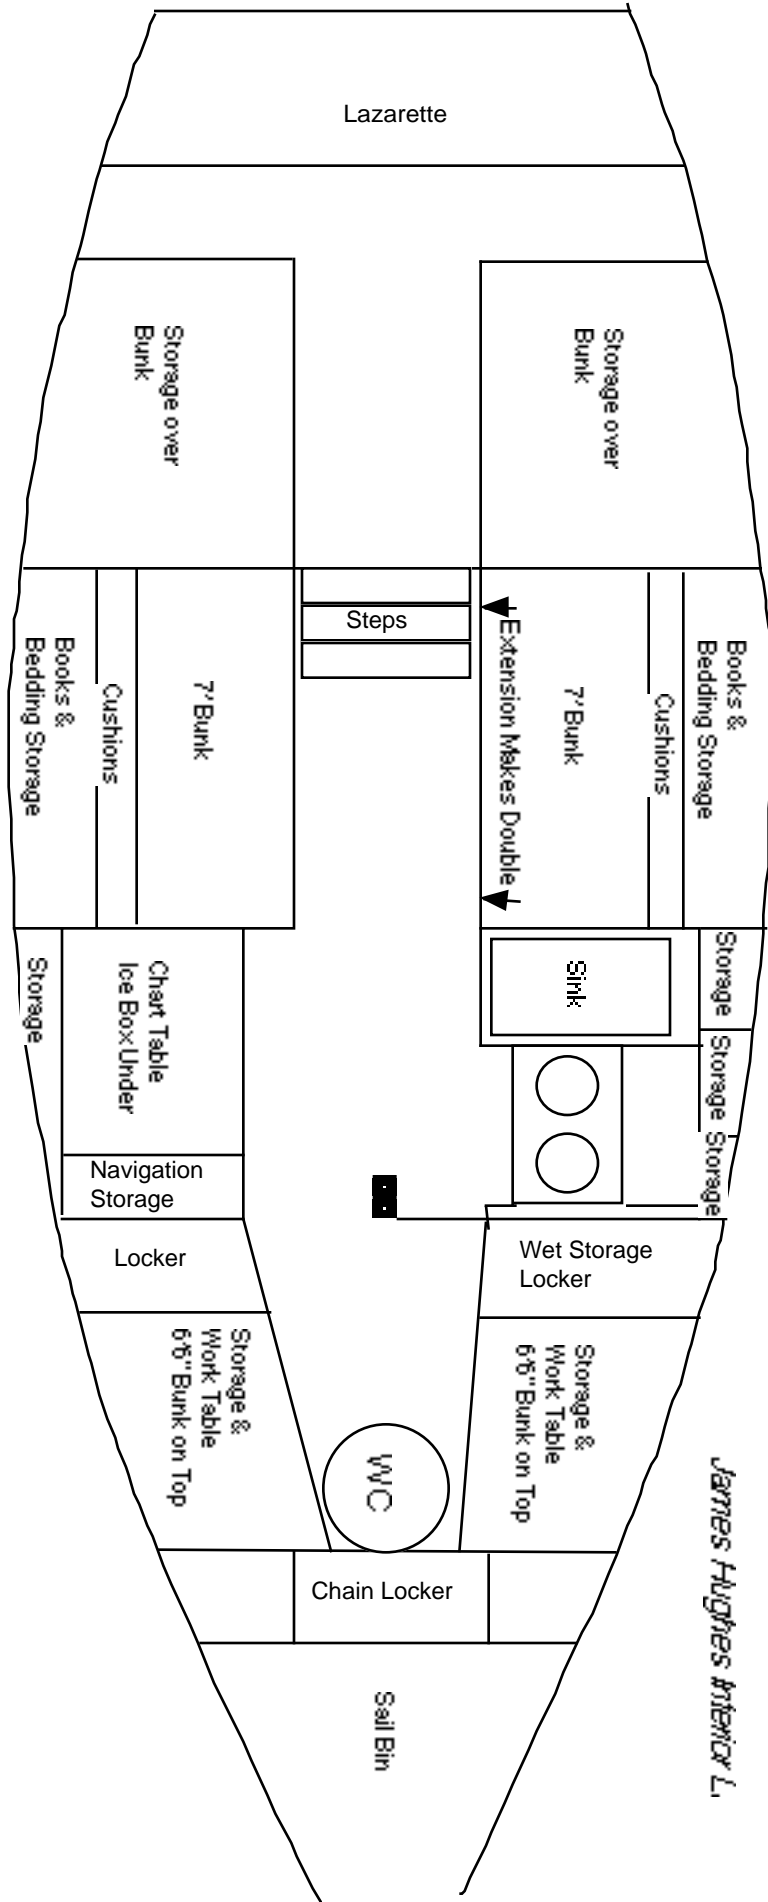 Lazarette
Storage over
Bunk
Storage over
Bunk
Steps
Books &
Bedding Storage
Cushions
7' Bunk
Extension Makes Double
7' Bunk
Cushions
Books &
Bedding Storage
Storage
Chart Table
Ice Box Under
Sink
Storage
Storage
Storage
Navigation
Storage
Locker
Wet Storage
Locker
Storage &
Work Table
6'6" Bunk on Top
Storage &
Work Table
6'6" Bunk on Top
WC
Chain Locker
Sail Bin
James Hughes Interior L.